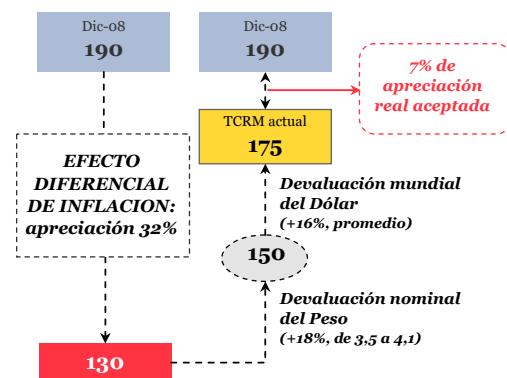 Dic-08
190
Dic-08
190
7% de
apreciación
real aceptada
TCRM actual
175
EFECTO
DIFERENCIAL
DE INFLACION:
apreciación 32%
Devaluación mundial
del Dólar
(+16%, promedio)
150
Devaluación nominal
del Peso
(+18%, de 3,5 a 4,1)
130